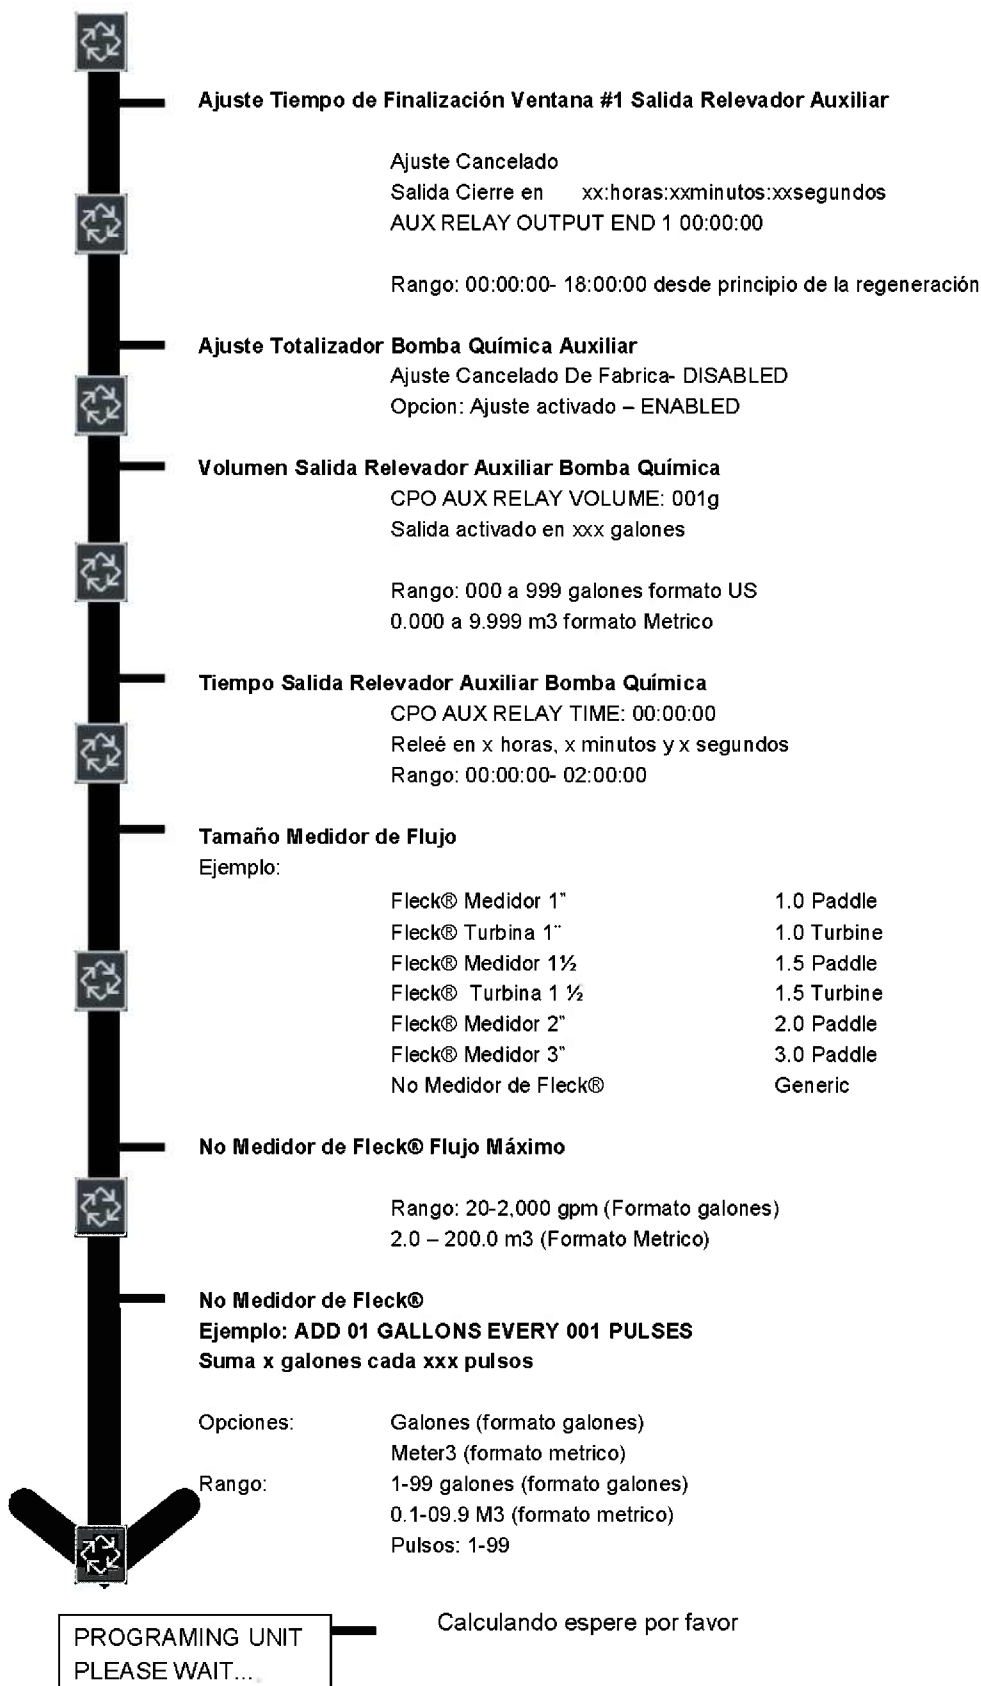 Ajuste Tiempo de Finalización Ventana #1 Salida Relevador Auxiliar
Ajuste Cancelado
Salida Cierre en xx:horas:xxminutos:xxsegundos
AUX RELAY OUTPUT END 1 00:00:00
Rango: 00:00:00- 18:00:00 desde principio de la regeneración
Ajuste Totalizador Bomba Química Auxiliar
Ajuste Cancelado De Fabrica- DISABLED
Opcion: Ajuste activado – ENABLED
Volumen Salida Relevador Auxiliar Bomba Química
CPO AUX RELAY VOLUME: 001g
Salida activado en xxx galones
Rango: 000 a 999 galones formato US
0.000 a 9.999 m3 formato Metrico
Tiempo Salida Relevador Auxiliar Bomba Química
CPO AUX RELAY TIME: 00:00:00
Releé en x horas, x minutos y x segundos
Rango: 00:00:00- 02:00:00
Tamaño Medidor de Flujo
Ejemplo:
Fleck® Medidor 1" 1.0 Paddle
Fleck® Turbina 1¨ 1.0 Turbine
Fleck® Medidor 1½ 1.5 Paddle
Fleck® Turbina 1 ½ 1.5 Turbine
Fleck® Medidor 2" 2.0 Paddle
Fleck® Medidor 3" 3.0 Paddle
No Medidor de Fleck® Generic
No Medidor de Fleck® Flujo Máximo
Rango: 20-2,000 gpm (Formato galones)
2.0 – 200.0 m3 (Formato Metrico)
No Medidor de Fleck®
Ejemplo: ADD 01 GALLONS EVERY 001 PULSES
Suma x galones cada xxx pulsos
Opciones: Galones (formato galones)
Meter3 (formato metrico)
Rango: 1-99 galones (formato galones)
0.1-09.9 M3 (formato metrico)
Pulsos: 1-99
Calculando espere por favor
PROGRAMING UNIT
PLEASE WAIT...